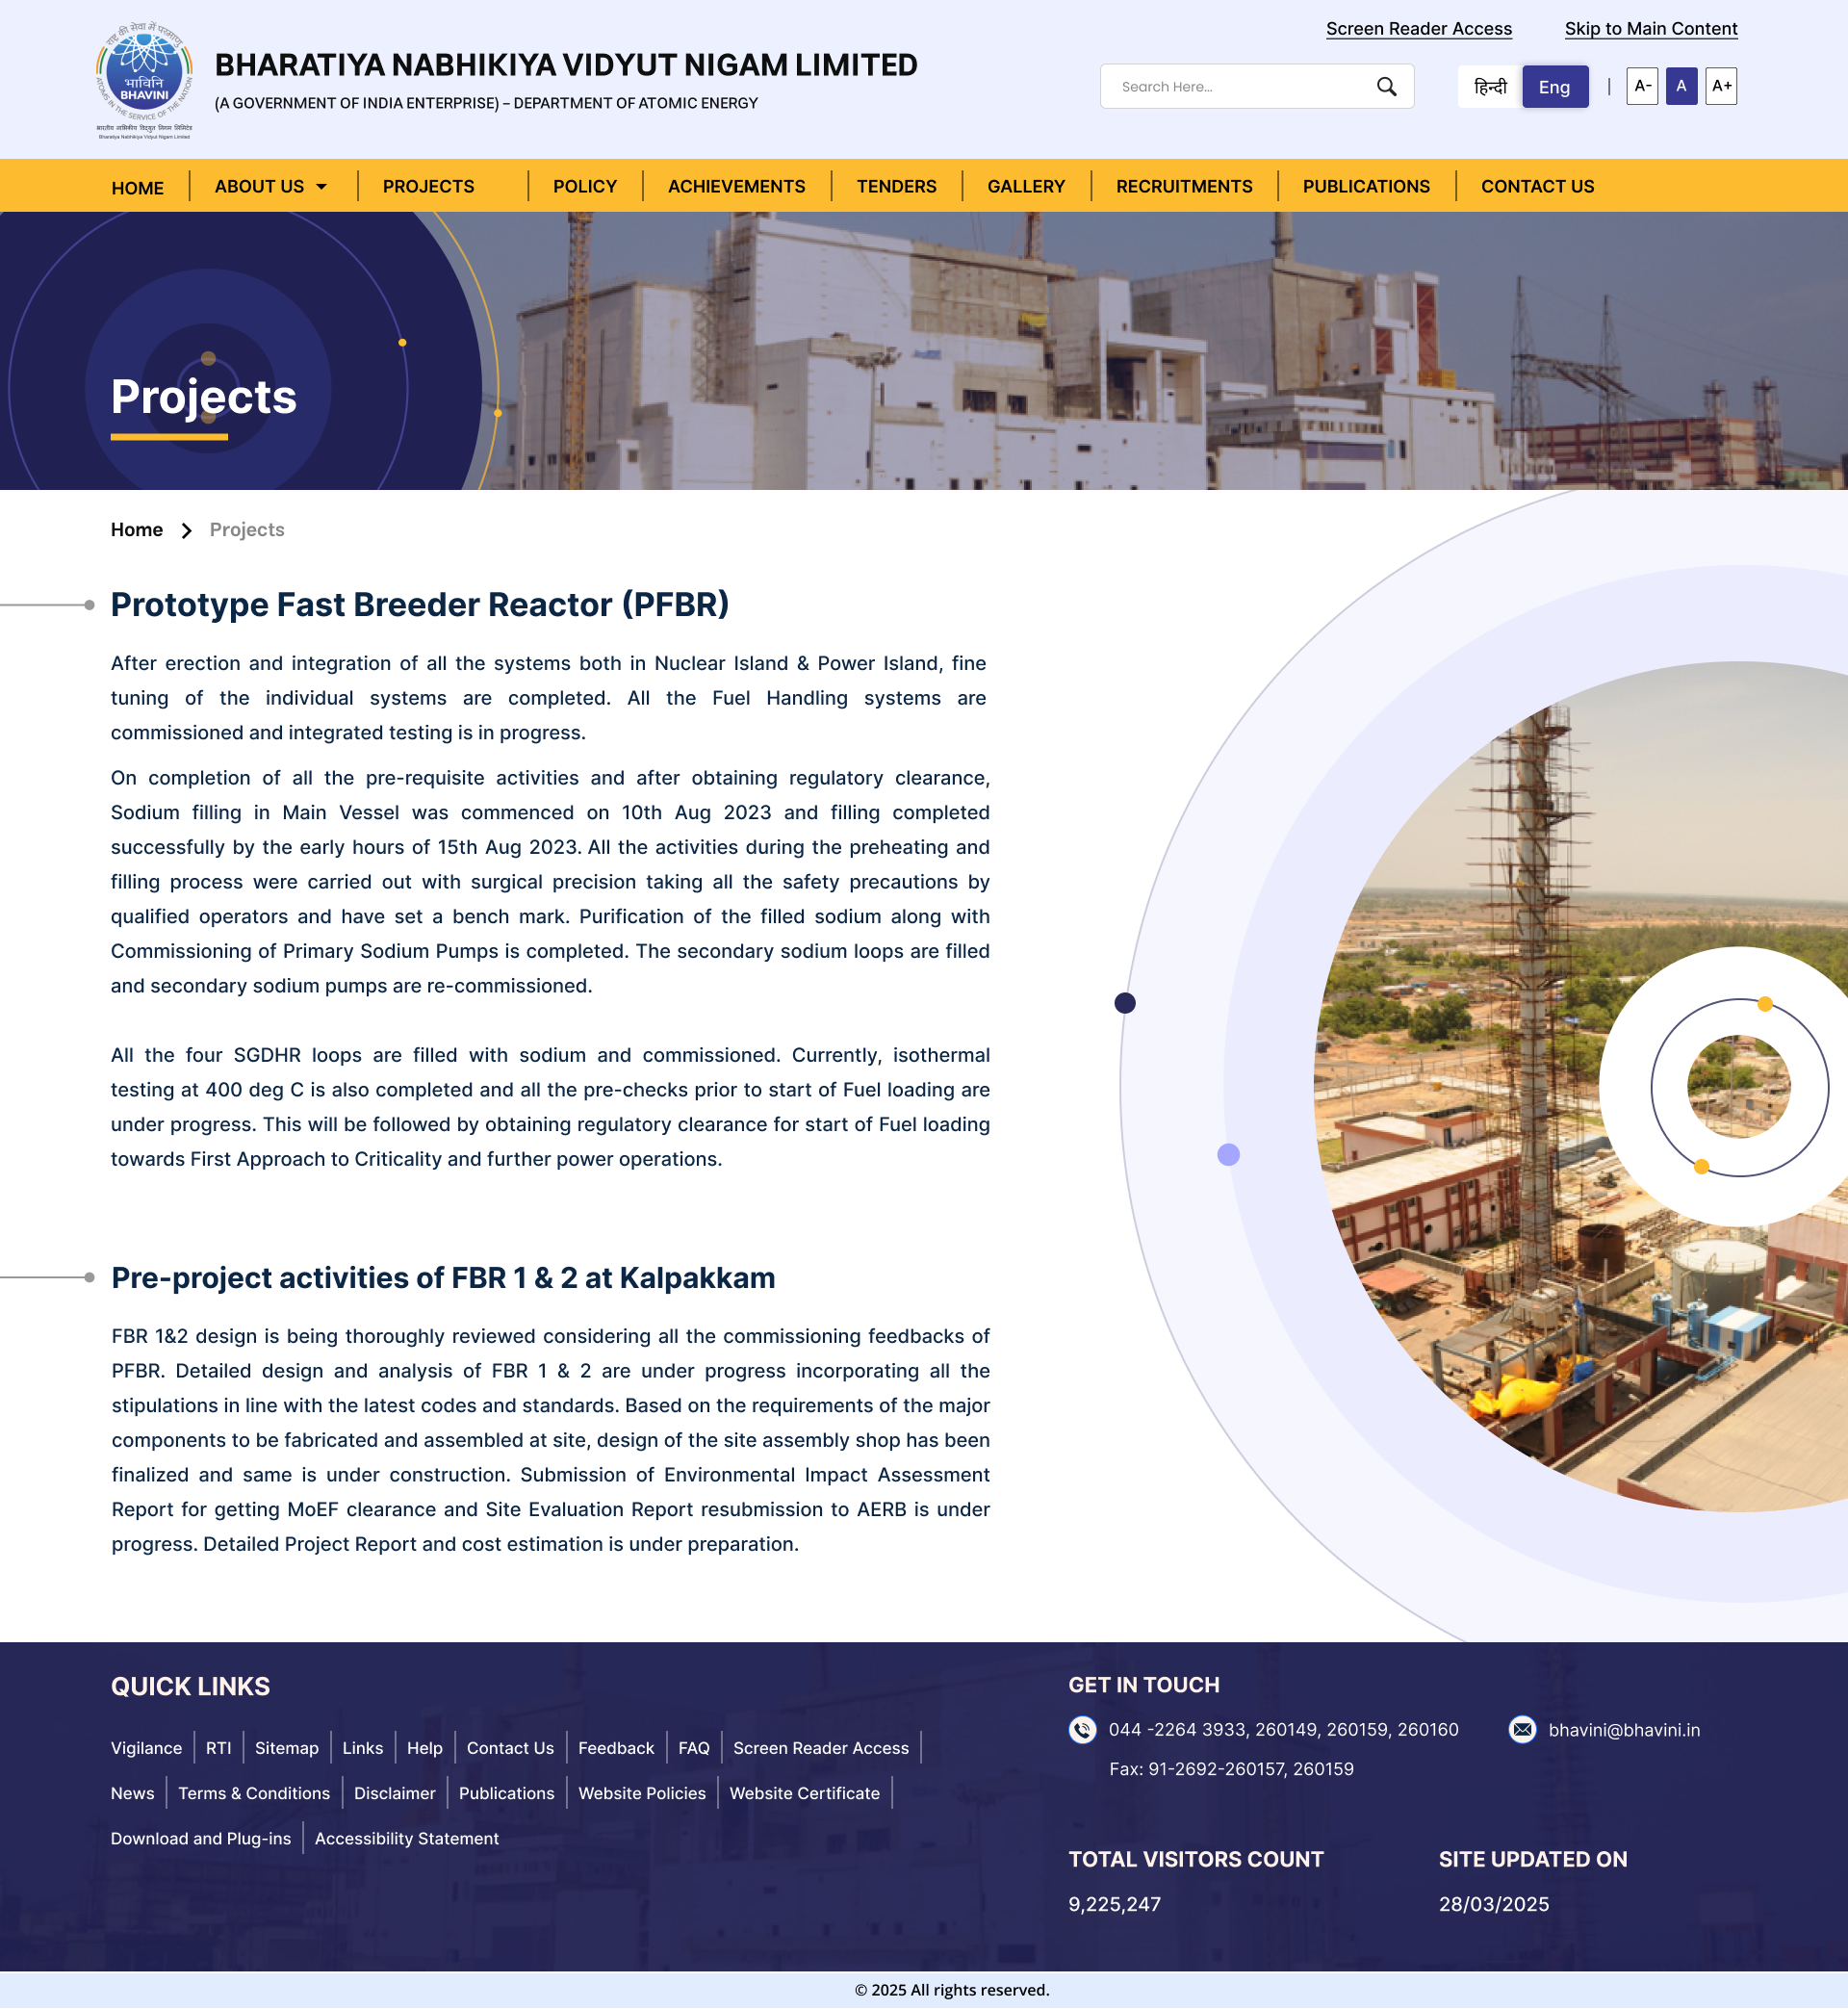 Screen Reader Access
Skip to Main Content
राष्ट्र की सेवा में परमाणु
भाविनि
BHAVINI
ATOMS IN THE SERVICE OF THE NATION
भारतीय नाभिकीय विद्युत निगम लिमिटेड
Bharatiya Nabhikiya Vidyut Nigam Limited
BHARATIYA NABHIKIYA VIDYUT NIGAM LIMITED
(A GOVERNMENT OF INDIA ENTERPRISE) – DEPARTMENT OF ATOMIC ENERGY
Search Here...
हिन्दी
Eng
A-
A
A+
HOME
ABOUT US
PROJECTS
POLICY
ACHIEVEMENTS
TENDERS
GALLERY
RECRUITMENTS
PUBLICATIONS
CONTACT US
Projects
Home
Projects
Prototype Fast Breeder Reactor (PFBR)
After erection and integration of all the systems both in Nuclear Island & Power Island, fine
tuning of the individual systems are completed. All the Fuel Handling systems are
commissioned and integrated testing is in progress.
On completion of all the pre-requisite activities and after obtaining regulatory clearance,
Sodium filling in Main Vessel was commenced on 10th Aug 2023 and filling completed
successfully by the early hours of 15th Aug 2023. All the activities during the preheating and
filling process were carried out with surgical precision taking all the safety precautions by
qualified operators and have set a bench mark. Purification of the filled sodium along with
Commissioning of Primary Sodium Pumps is completed. The secondary sodium loops are filled
and secondary sodium pumps are re-commissioned.
All the four SGDHR loops are filled with sodium and commissioned. Currently, isothermal
testing at 400 deg C is also completed and all the pre-checks prior to start of Fuel loading are
under progress. This will be followed by obtaining regulatory clearance for start of Fuel loading
towards First Approach to Criticality and further power operations.
Pre-project activities of FBR 1 & 2 at Kalpakkam
FBR 1&2 design is being thoroughly reviewed considering all the commissioning feedbacks of
PFBR. Detailed design and analysis of FBR 1 & 2 are under progress incorporating all the
stipulations in line with the latest codes and standards. Based on the requirements of the major
components to be fabricated and assembled at site, design of the site assembly shop has been
finalized and same is under construction. Submission of Environmental Impact Assessment
Report for getting MoEF clearance and Site Evaluation Report resubmission to AERB is under
progress. Detailed Project Report and cost estimation is under preparation.
QUICK LINKS
Vigilance
RTI
Sitemap
Links
Help
Contact Us
Feedback
FAQ
Screen Reader Access
News
Terms & Conditions
Disclaimer
Publications
Website Policies
Website Certificate
Download and Plug-ins
Accessibility Statement
GET IN TOUCH
044 -2264 3933, 260149, 260159, 260160
bhavini@bhavini.in
Fax: 91-2692-260157, 260159
TOTAL VISITORS COUNT
9,225,247
SITE UPDATED ON
28/03/2025
© 2025 All rights reserved.